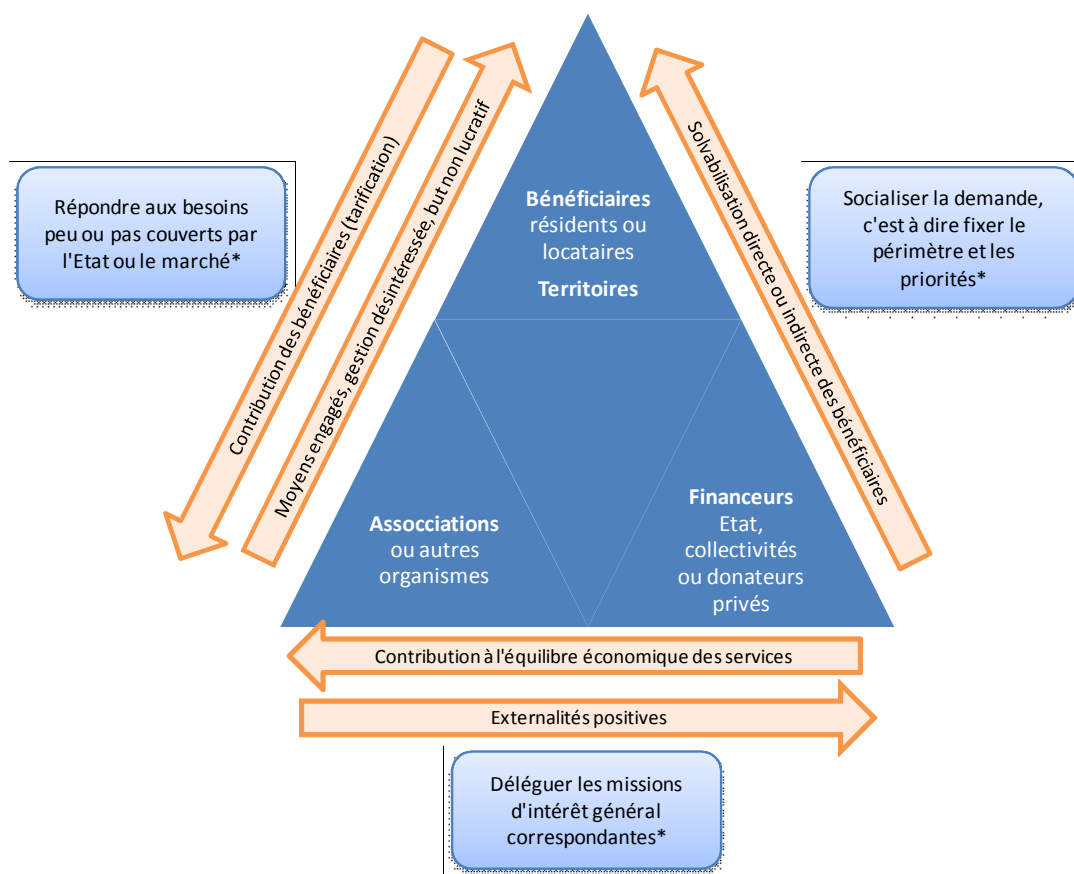 Bénéficiaires
résidents ou
locataires
Territoires
Répondre aux besoins
peu ou pas couverts par
l'Etat ou le marché*
Contribution des bénéficiaires (tarification)
Moyens engagés, gestion désintéressée, but non lucratif
Solvabilisation directe ou indirecte des bénéficiaires
Socialiser la demande,
c'est à dire fixer le
périmètre et les
priorités*
Assocciations
ou autres
organismes
Financeurs
Etat,
collectivités
ou donateurs
privés
Contribution à l'équilibre économique des services
Externalités positives
Déléguer les missions
d'intérêt général
correspondantes*